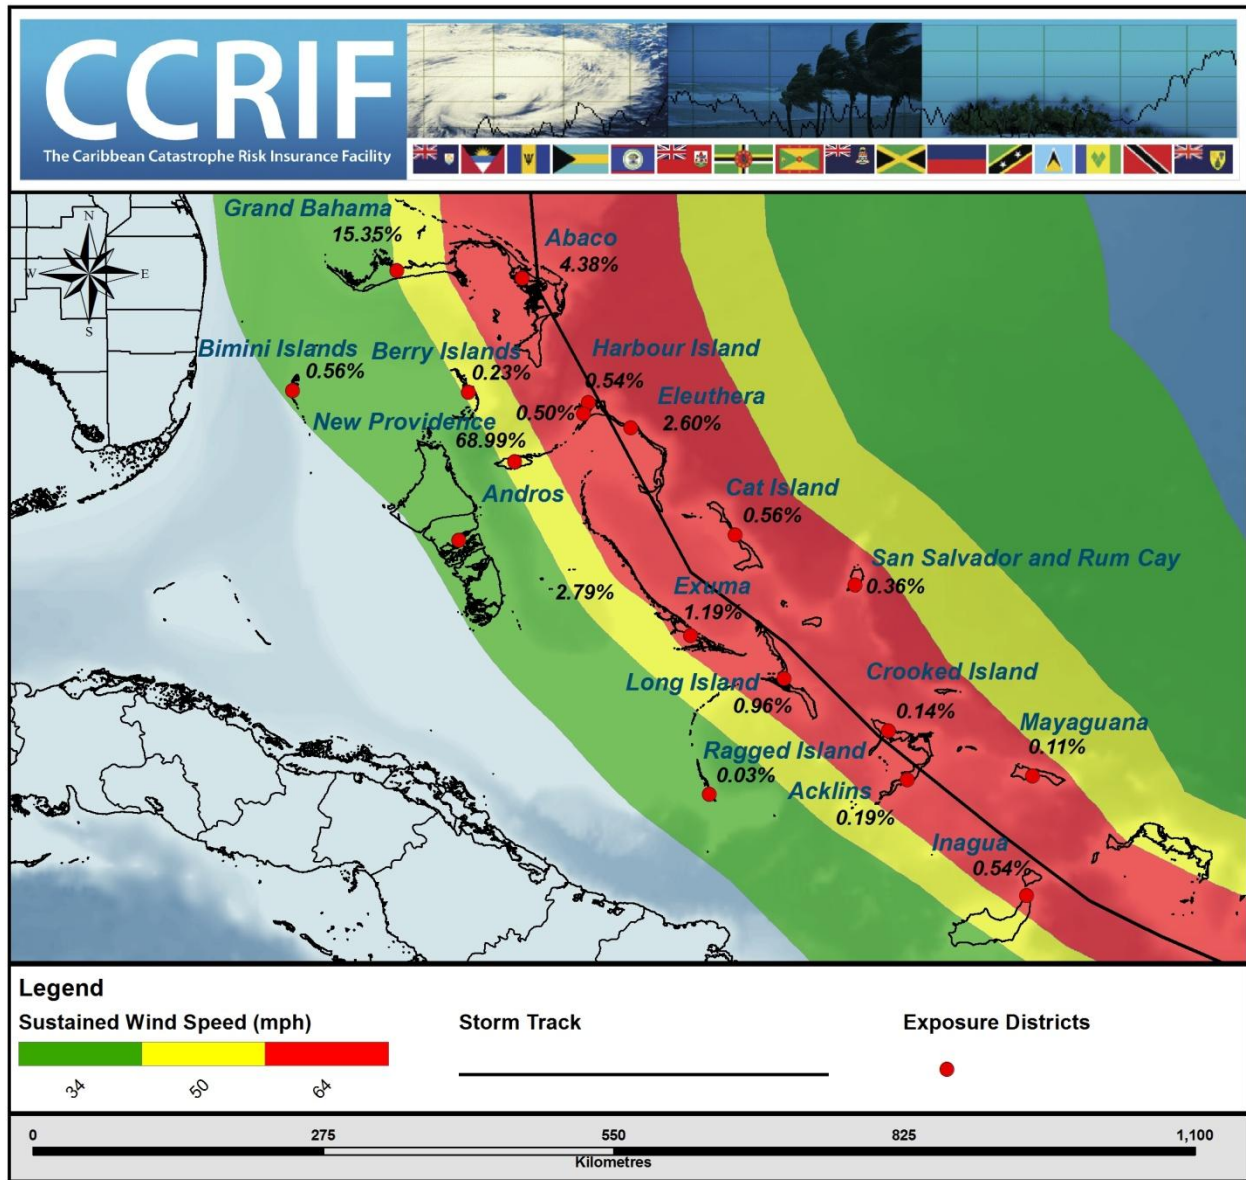 CCRIF
The Caribbean Catastrophe Risk Insurance Facility
Grand Bahama
15.35%
N
W
E
S
Abaco
4.38%
Bimini Islands
0.56%
Berry Islands
0.23%
Harbour Island
0.54%
0.50%
Eleuthera
2.60%
New Providence
68.99%
Andros
2.79%
Cat Island
0.56%
San Salvador and Rum Cay
0.36%
Exuma
1.19%
Long Island
0.96%
Crooked Island
0.14%
Mayaguana
0.11%
Ragged Island
0.03%
Acklins
0.19%
Inagua
0.54%
Legend
Sustained Wind Speed (mph)
34
50
64
Storm Track
Exposure Districts
0
275
550
825
1,100
Kilometres